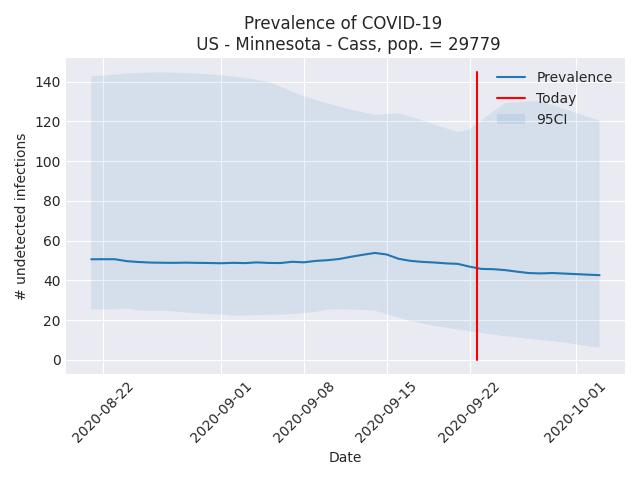 Prevalence of COVID-19
US - Minnesota - Cass, pop. = 29779
Prevalence
Today
95CI
# undetected infections
140
120
100
80
60
40
20
0
2020-08-22
2020-09-01
2020-09-08
2020-09-15
2020-09-22
2020-10-01
Date